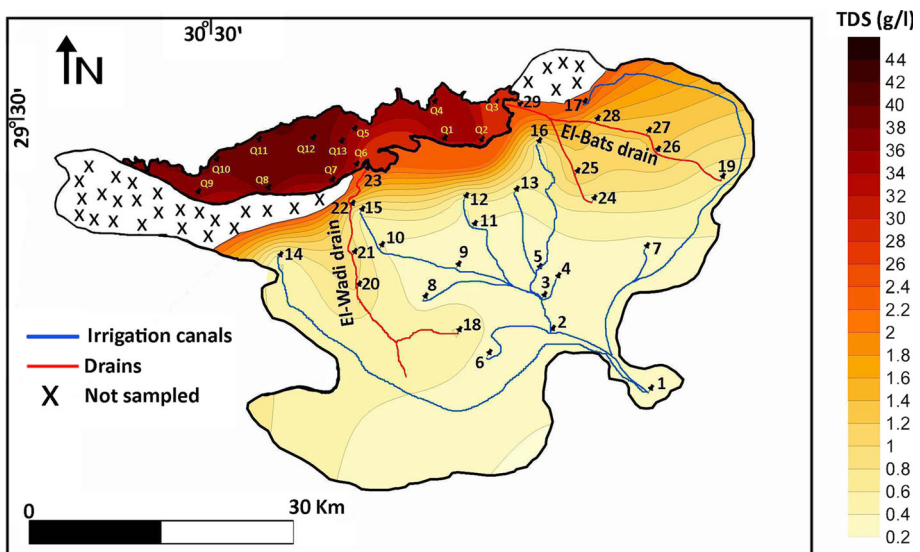 30°30'
TDS (g/l)
N
29°30'
44
40
36
34
30
28
26
2.4
2.2
2
1.8
1.6
1.4
1.2
1
0.8
0.6
0.4
0.2
Q4
Q3
29
17
Q5
Q1
Q2
28
Q11
Q12
Q13
16
27
Q10
Q6
El-Bats drain
26
Q7
25
19
Q9
Q8
23
13
24
12
22
15
11
10
7
14
21
9
5
4
El-Wadi drain
20
8
3
18
2
6
1
Irrigation canals
Drains
X Not sampled
0
30 Km